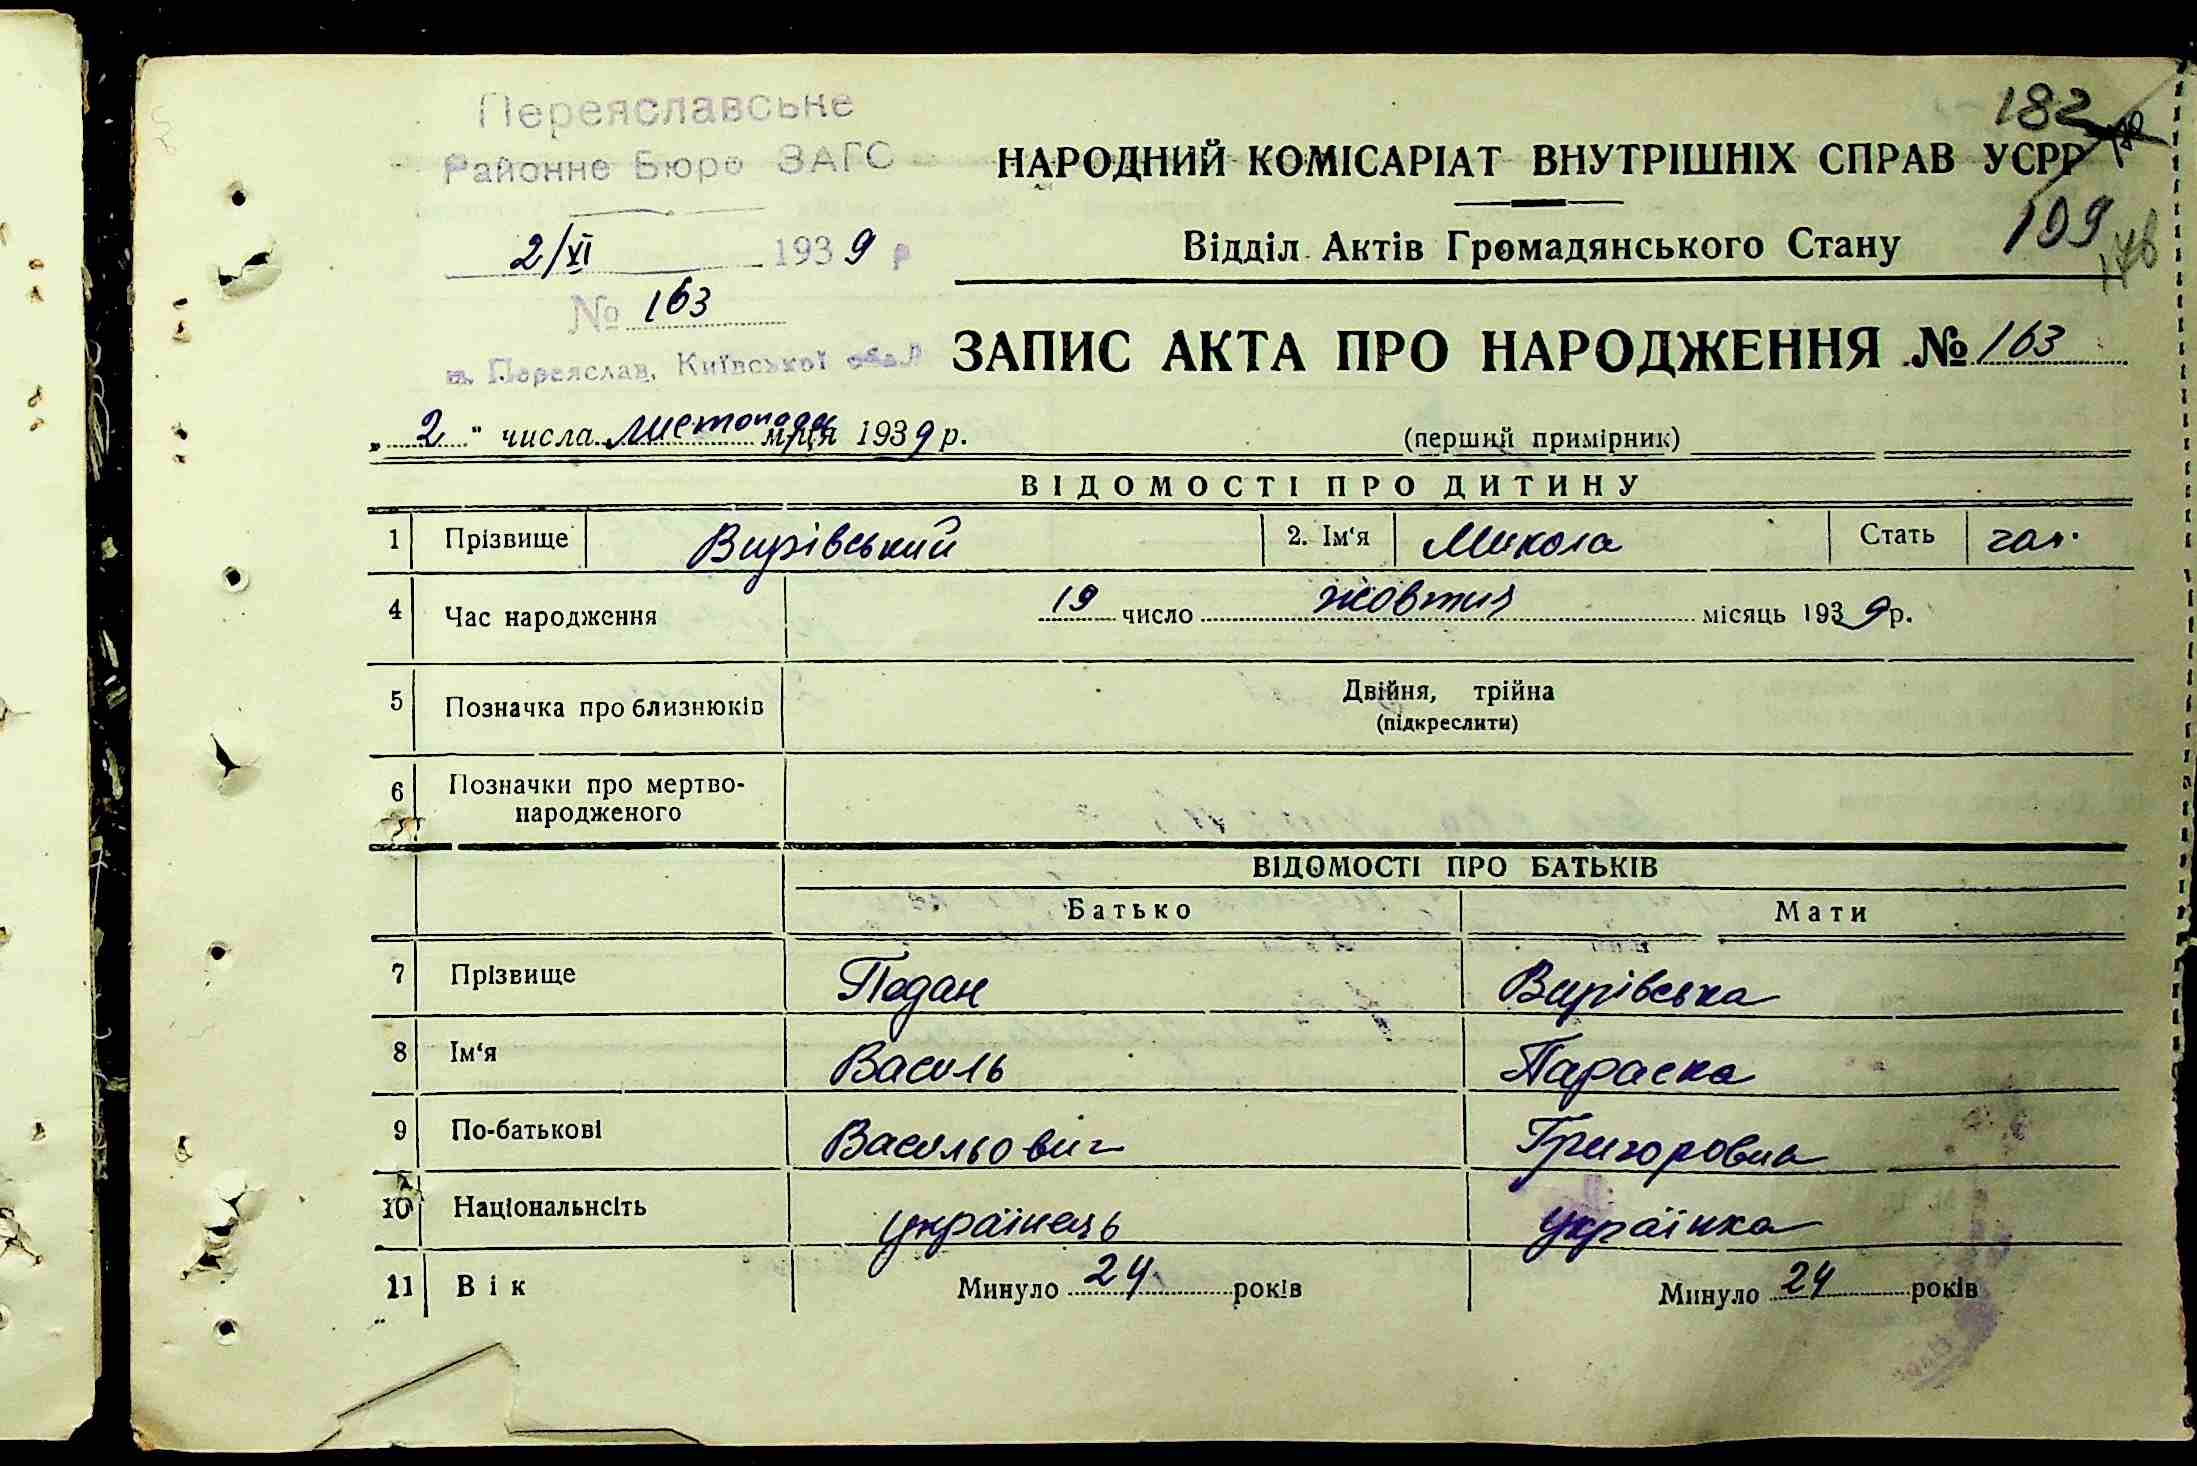 182
Переяславське
Районне Бюро ЗАГС
НАРОДНИЙ КОМІСАРІАТ ВНУТРІШНІХ СПРАВ УСРР
199
176
2/XI 1939 р
Відділ Актів Громадянського Стану
№ 163
м. Переяслав, Київської обл
ЗАПИС АКТА ПРО НАРОДЖЕННЯ № 163
„ 2 " числа листопада м-ця 1939 р.
(перший примірник)
ВІДОМОСТІ ПРО ДИТИНУ
1 Прізвище Вирівський 2. Ім'я Микола Стать чол.
4 Час народження 19 число жовтня місяць 1939 р.
5 Позначка про близнюків Двійня, трійна
(підкреслити)
6 Позначки про мертво-
народженого
ВІДОМОСТІ ПРО БАТЬКІВ
Батько Мати
7 Прізвище Подан Вирівська
8 Ім'я Василь Параска
9 По-батькові Васильович Григоровна
10 Національнсіть українець українка
11 Вік Минуло 24 років Минуло 24 років